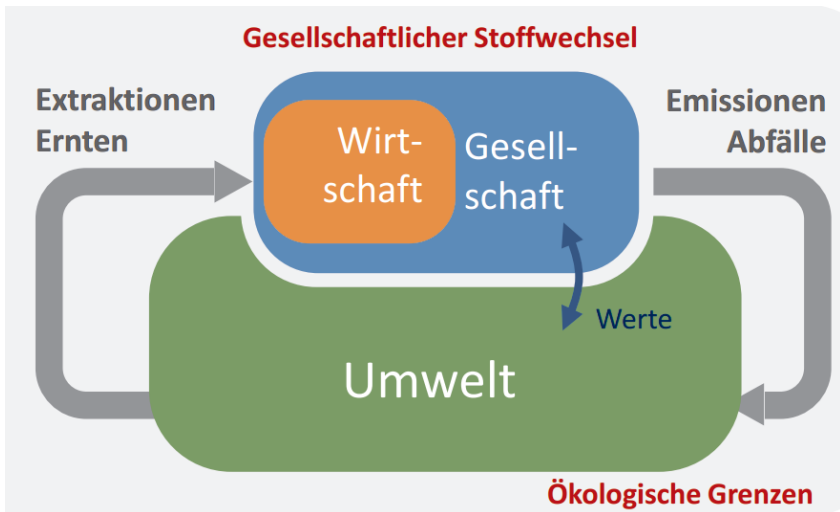 Gesellschaftlicher Stoffwechsel
Extraktionen
Ernten
Emissionen
Abfälle
Wirt-
schaft
Gesell-
schaft
Werte
Umwelt
Ökologische Grenzen